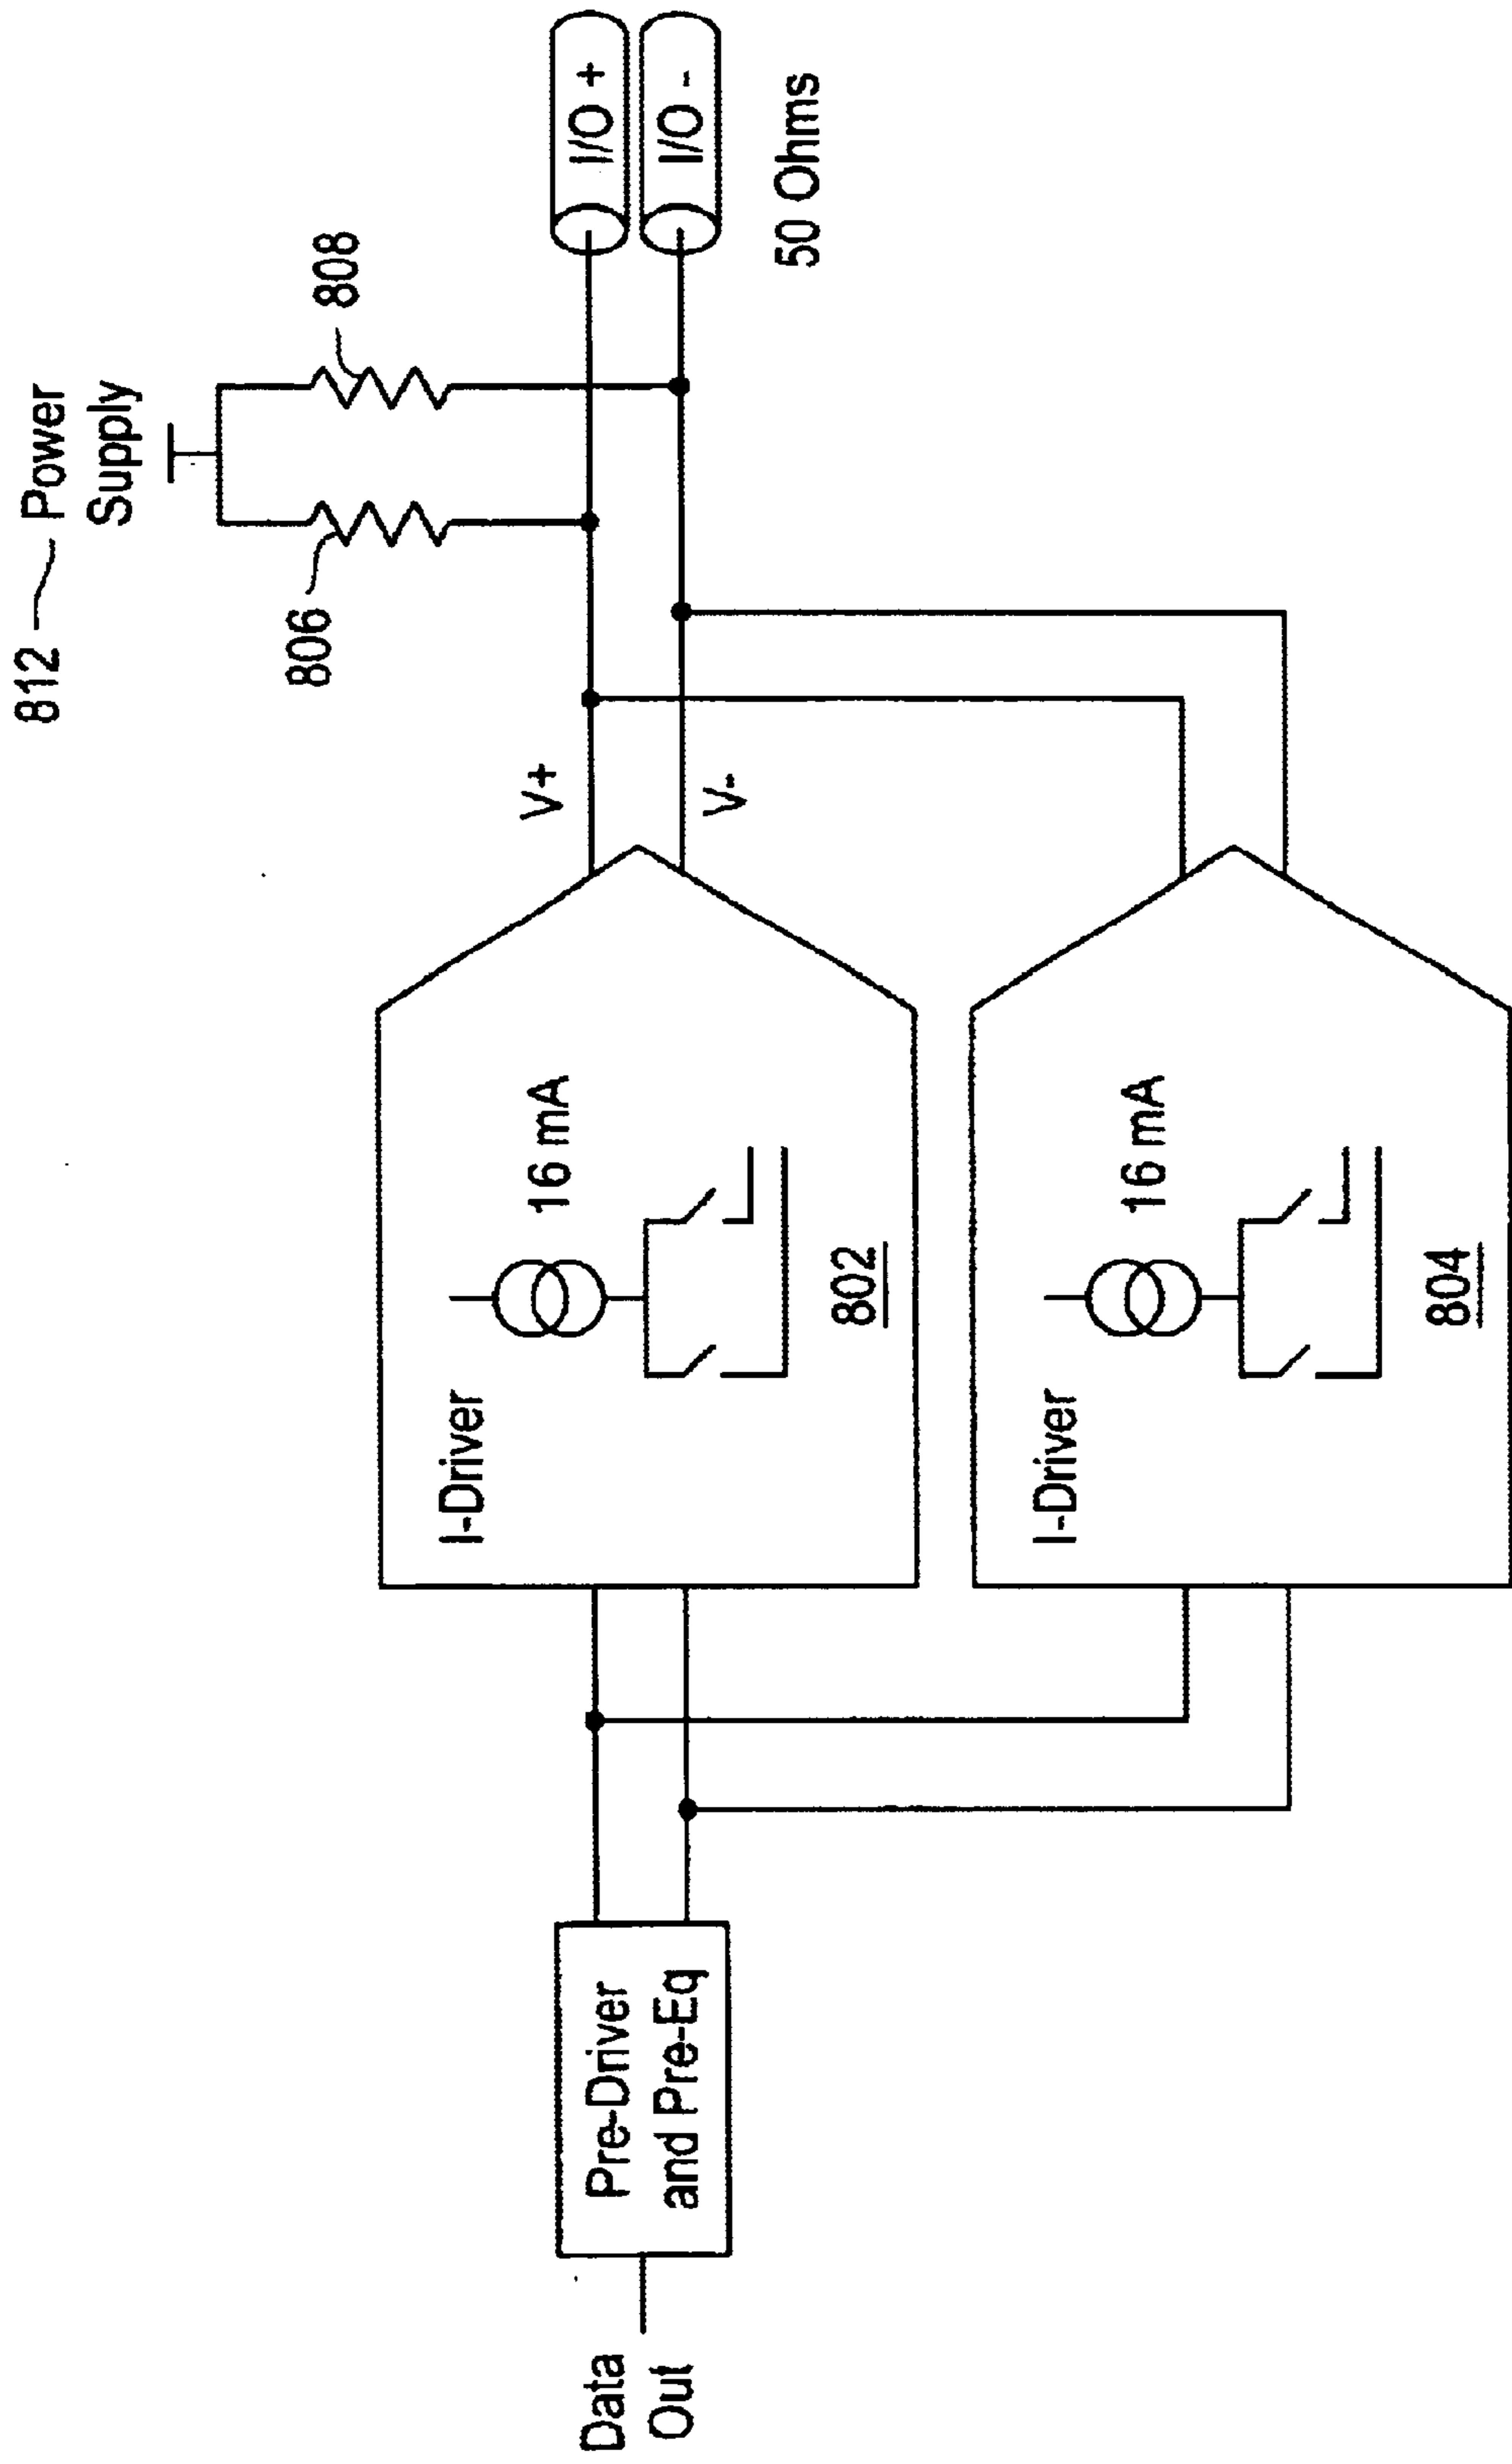 812
Power
Supply
806
808
V+
V-
I/O +
I/O -
50 Ohms
Data
Out
Pre-Driver
and Pre-Eq
I-Driver
16 mA
802
I-Driver
16 mA
804